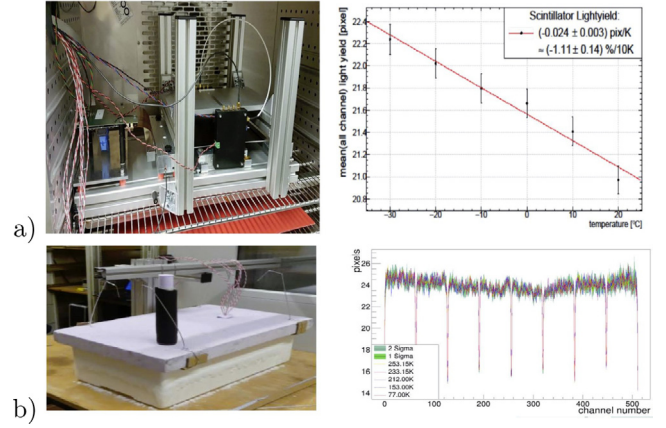 a)
Scintillator Lightyield:
(-0.024 ± 0.003) pix/K
≈ (-1.11± 0.14) %/10K
mean(all channel) light yield [pixel]
22.4
22.2
22.0
21.8
21.6
21.4
21.2
21.0
20.8
−30 −20 −10 0 10 20
temperature [°C]
b)
pixels
26
24
22
20
18
16
14
2 Sigma
1 Sigma
253.15K
233.15K
212.00K
153.00K
77.00K
0 100 200 300 400 500
channel number